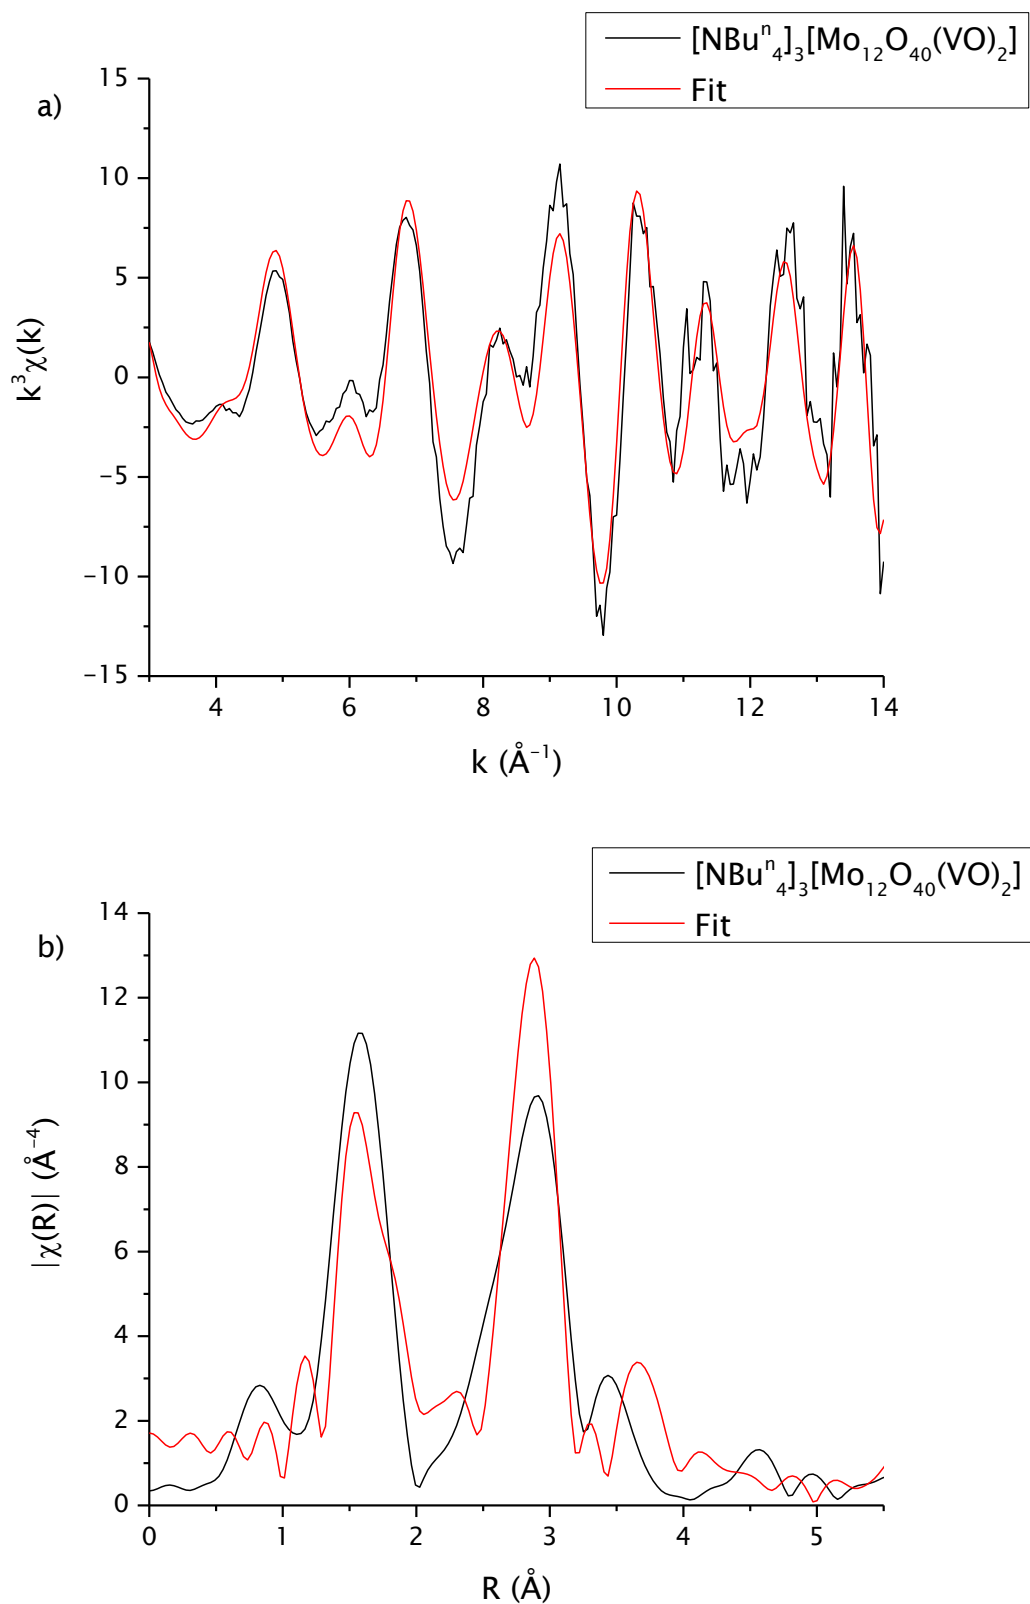 [NBuⁿ₄]₃[Mo₁₂O₄₀(VO)₂]
Fit
a)
15
10
5
0
−5
−10
−15
k³χ(k)
4 6 8 10 12 14
k (Å⁻¹)
[NBuⁿ₄]₃[Mo₁₂O₄₀(VO)₂]
Fit
b)
14
12
10
8
6
4
2
0
|χ(R)| (Å⁻⁴)
0 1 2 3 4 5
R (Å)